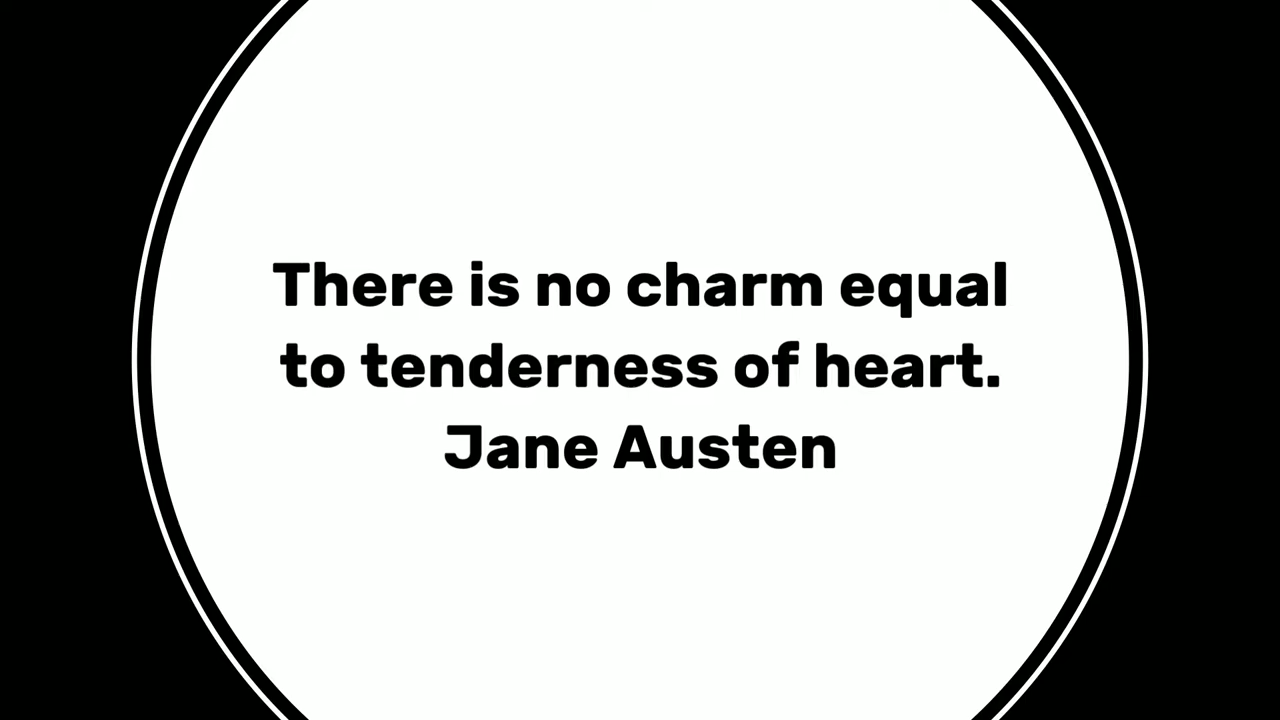 There is no charm equal
to tenderness of heart.
Jane Austen